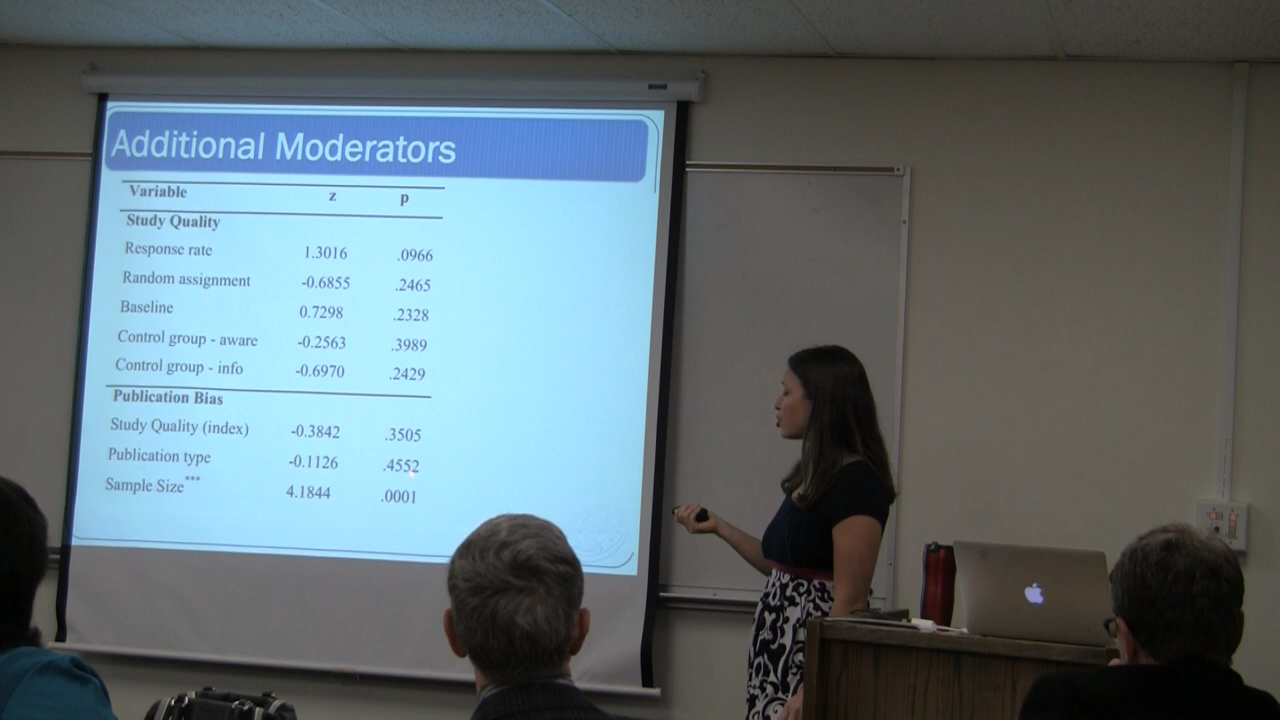 Additional Moderators
Variable z p
Study Quality
Response rate 1.3016 .0966
Random assignment -0.6855 .2465
Baseline 0.7298 .2328
Control group - aware -0.2563 .3989
Control group - info -0.6970 .2429
Publication Bias
Study Quality (index) -0.3842 .3505
Publication type -0.1126 .4552
Sample Size*** 4.1844 .0001